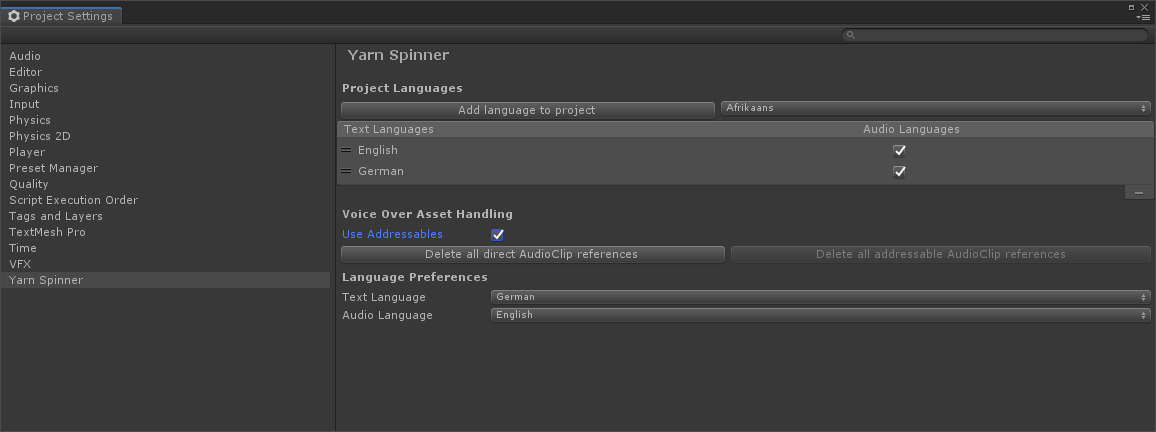 Project Settings
Audio
Editor
Graphics
Input
Physics
Physics 2D
Player
Preset Manager
Quality
Script Execution Order
Tags and Layers
TextMesh Pro
Time
VFX
Yarn Spinner
Yarn Spinner
Project Languages
Add language to project Afrikaans
Text Languages Audio Languages
English
German
Voice Over Asset Handling
Use Addressables
Delete all direct AudioClip references Delete all addressable AudioClip references
Language Preferences
Text Language German
Audio Language English